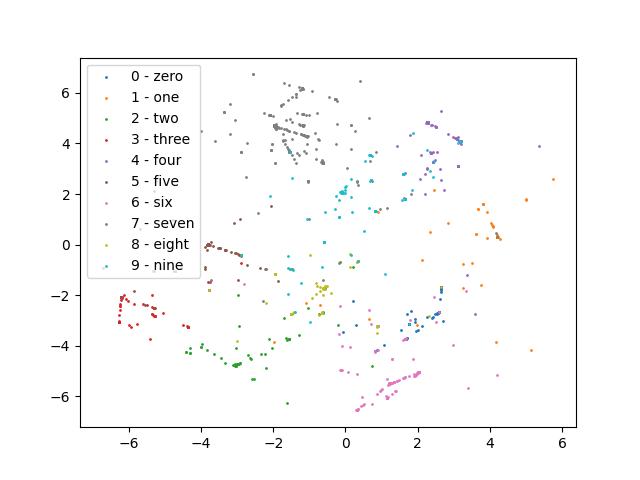 0 - zero
1 - one
2 - two
3 - three
4 - four
5 - five
6 - six
7 - seven
8 - eight
9 - nine
6
4
2
0
−2
−4
−6
−6
−4
−2
0
2
4
6